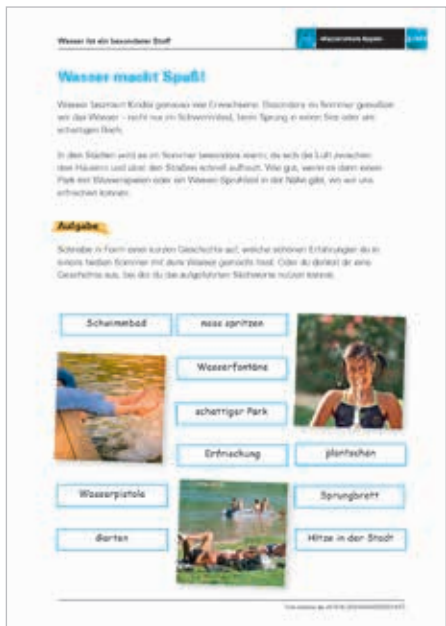 Wasser ist ein besonderer Stoff
Wasser macht Spaß!
Wasser fasziniert Kinder genauso wie Erwachsene. Besonders im Sommer genießen
wir das Wasser – nicht nur im Schwimmbad, beim Sprung in einen See oder am
schattigen Bach.
In den Städten wird es im Sommer besonders warm, da sich die Luft zwischen
den Häusern und über den Straßen schnell aufheizt. Wie gut, wenn es dann einen
Park mit Wasserspielen oder ein Wasser-Sprühfeld in der Nähe gibt, wo wir uns
erfrischen können.
Aufgabe
Schreibe in Form einer kurzen Geschichte auf, welche schönen Erfahrungen du in
einem heißen Sommer mit dem Wasser gemacht hast. Oder du denkst dir eine
Geschichte aus, bei der du die aufgeführten Stichworte nutzen kannst.
Schwimmbad
nass spritzen
Wasserfontäne
schattiger Park
Erfrischung
plantschen
Wasserpistole
Sprungbrett
Garten
Hitze in der Stadt